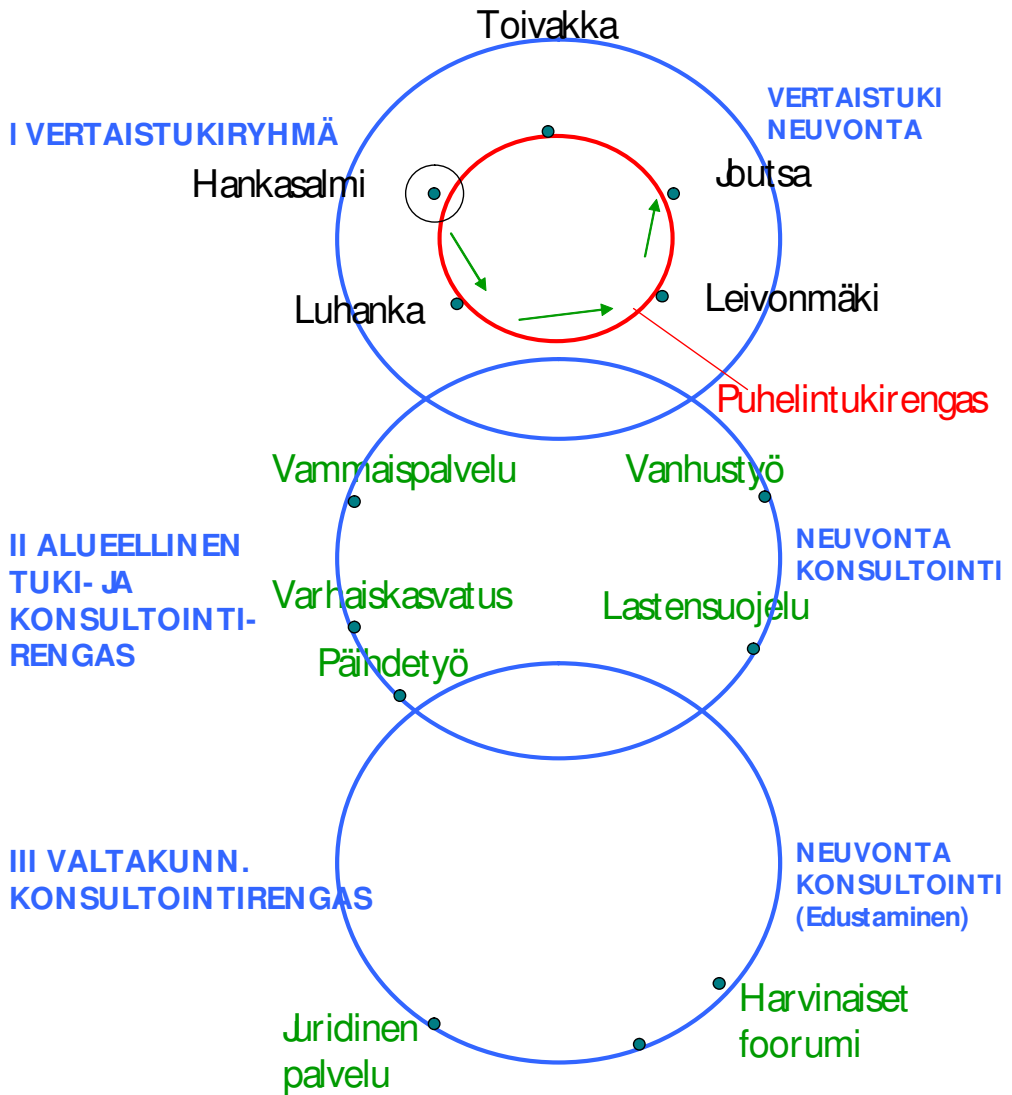 Toivakka
VERTAISTUKI
NEUVONTA
I VERTAISTUKIRYHMÄ
Hankasalmi
Joutsa
Luhanka
Leivonmäki
Puhelintukirengas
Vammaispalvelu
Vanhustyö
II ALUEELLINEN
TUKI- JA
KONSULTOINTI-
RENGAS
NEUVONTA
KONSULTOINTI
Varhaiskasvatus
Lastensuojelu
Päihdetyö
III VALTAKUNN.
KONSULTOINTIRENGAS
NEUVONTA
KONSULTOINTI
(Edustaminen)
Harvinaiset
foorumi
Juridinen
palvelu